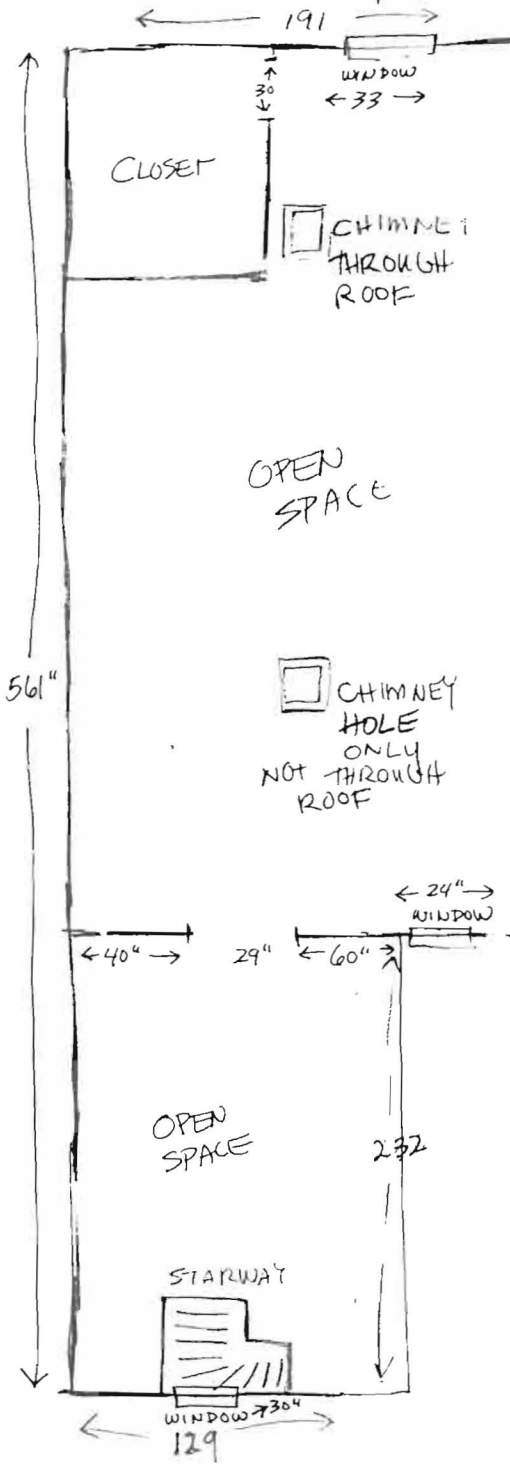 191
WINDOW
33
30
CLOSET
CHIMNEY
THROUGH
ROOF
OPEN
SPACE
561"
CHIMNEY
HOLE
ONLY
NOT THROUGH
ROOF
24"
WINDOW
40" 29" 60"
OPEN
SPACE
232
STARWAY
WINDOW 30"
129